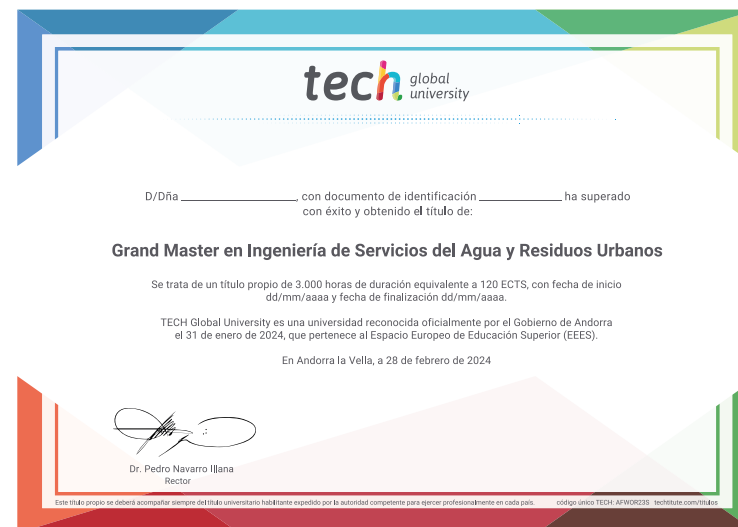 tech global university
D/Dña ____________, con documento de identificación ____________ ha superado
con éxito y obtenido el título de:
Grand Master en Ingeniería de Servicios del Agua y Residuos Urbanos
Se trata de un título propio de 3.000 horas de duración equivalente a 120 ECTS, con fecha de inicio
dd/mm/aaaa y fecha de finalización dd/mm/aaaa.
TECH Global University es una universidad reconocida oficialmente por el Gobierno de Andorra
el 31 de enero de 2024, que pertenece al Espacio Europeo de Educación Superior (EEES).
En Andorra la Vella, a 28 de febrero de 2024
Dr. Pedro Navarro Illana
Rector
Este título propio se deberá acompañar siempre del título universitario habilitante expedido por la autoridad competente para ejercer profesionalmente en cada país. código único TECH: AFWOR23S techtitute.com/titulos